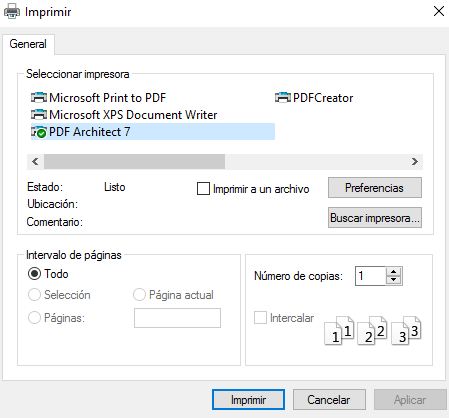 Imprimir
General
Seleccionar impresora
Microsoft Print to PDF
PDFCreator
Microsoft XPS Document Writer
PDF Architect 7
Estado: Listo
Imprimir a un archivo
Preferencias
Ubicación:
Comentario:
Buscar impresora...
Intervalo de páginas
Todo
Selección
Página actual
Páginas:
Número de copias: 1
Intercalar
1 1 2 2 3 3
Imprimir
Cancelar
Aplicar